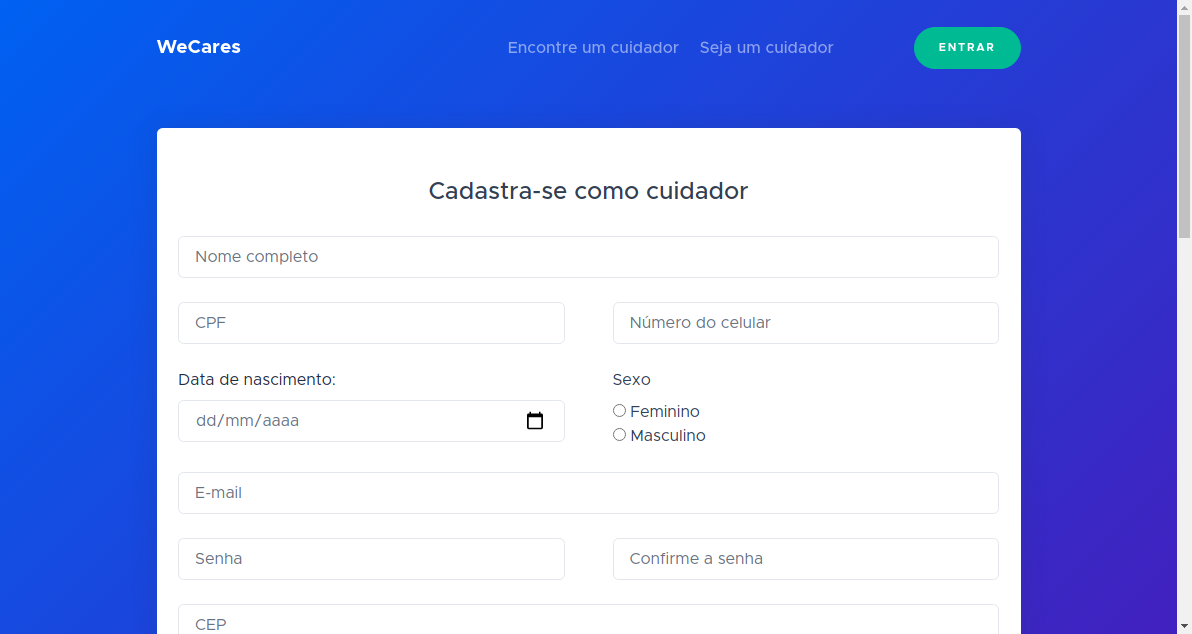 WeCares
Encontre um cuidador
Seja um cuidador
ENTRAR
Cadastra-se como cuidador
Nome completo
CPF
Número do celular
Data de nascimento:
Sexo
dd/mm/aaaa
Feminino
Masculino
E-mail
Senha
Confirme a senha
CEP